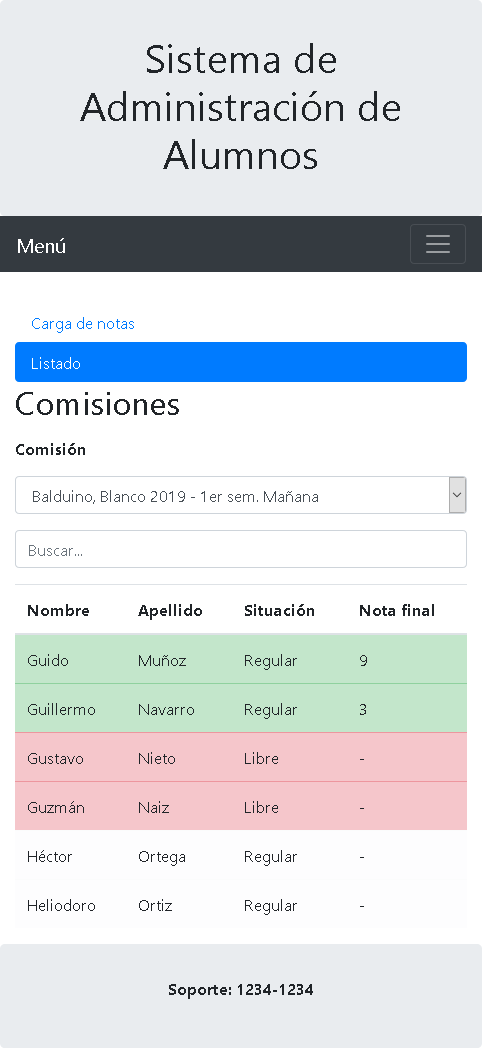 Sistema de
Administración de
Alumnos
Menú
Carga de notas
Listado
Comisiones
Comisión
Balduino, Blanco 2019 - 1er sem. Mañana
Buscar...
Nombre Apellido Situación Nota final
Guido Muñoz Regular 9
Guillermo Navarro Regular 3
Gustavo Nieto Libre -
Guzmán Naiz Libre -
Héctor Ortega Regular -
Heliodoro Ortiz Regular -
Soporte: 1234-1234